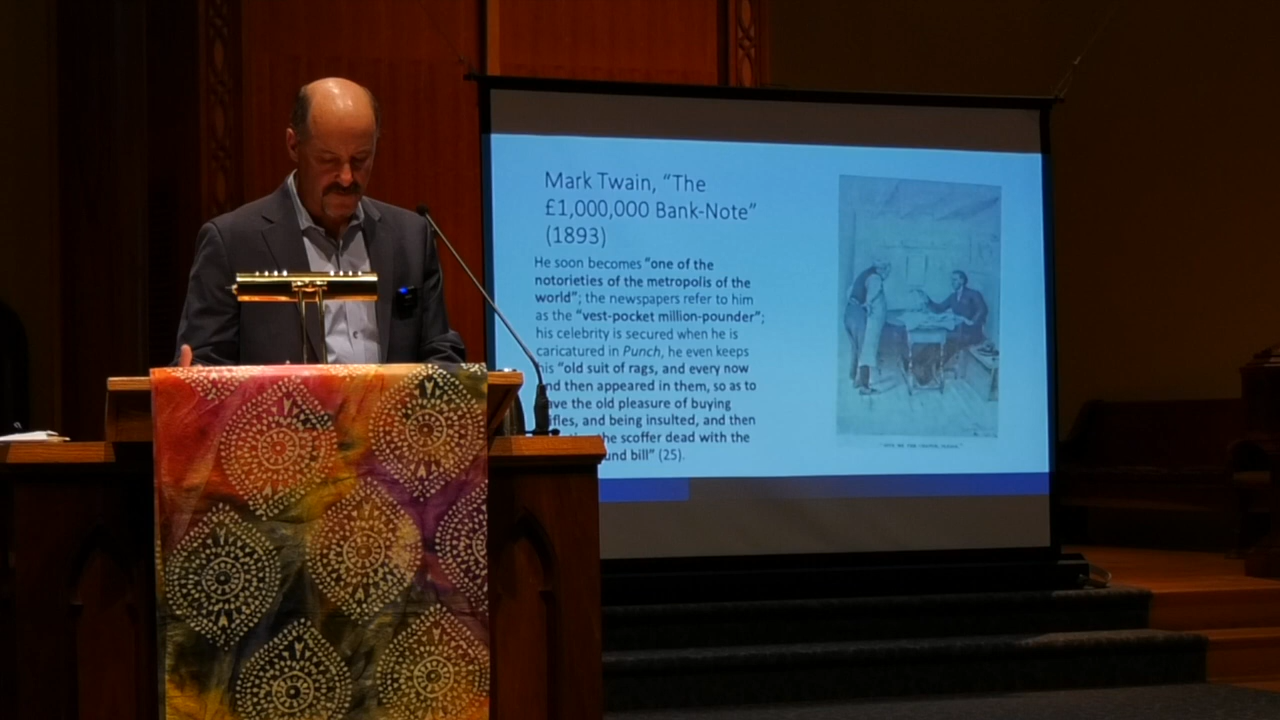 Mark Twain, “The
£1,000,000 Bank-Note”
(1893)
He soon becomes “one of the
notorieties of the metropolis of the
world”; the newspapers refer to him
as the “vest-pocket million-pounder”;
his celebrity is secured when he is
caricatured in Punch, he even keeps
his “old suit of rags, and every now
and then appeared in them, so as to
have the old pleasure of buying
trifles, and being insulted, and then
the scoffer dead with the
und bill” (25).